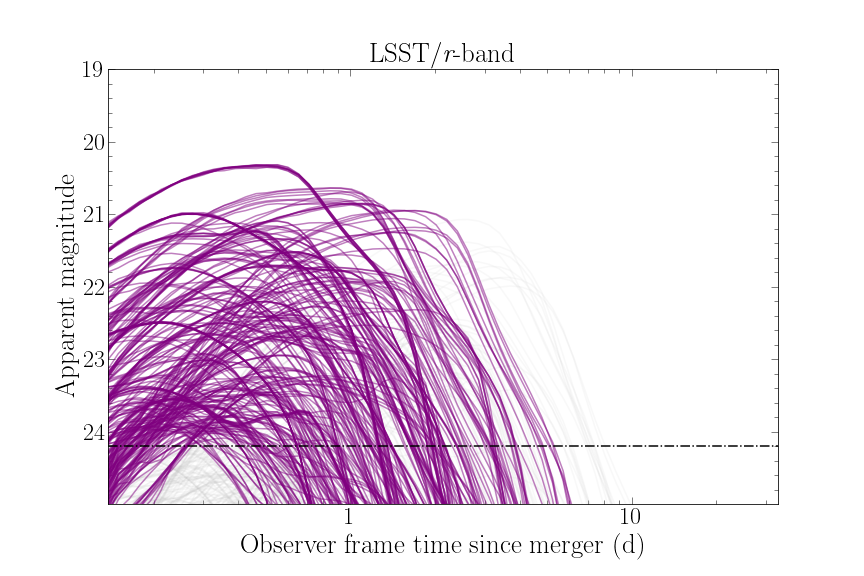 LSST/r-band
19
20
21
22
23
24
Apparent magnitude
1
10
Observer frame time since merger (d)